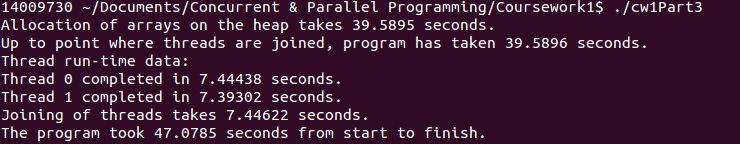 14009730 ~/Documents/Concurrent & Parallel Programming/Coursework1$ ./cw1Part3
Allocation of arrays on the heap takes 39.5895 seconds.
Up to point where threads are joined, program has taken 39.5896 seconds.
Thread run-time data:
Thread 0 completed in 7.44438 seconds.
Thread 1 completed in 7.39302 seconds.
Joining of threads takes 7.44622 seconds.
The program took 47.0785 seconds from start to finish.